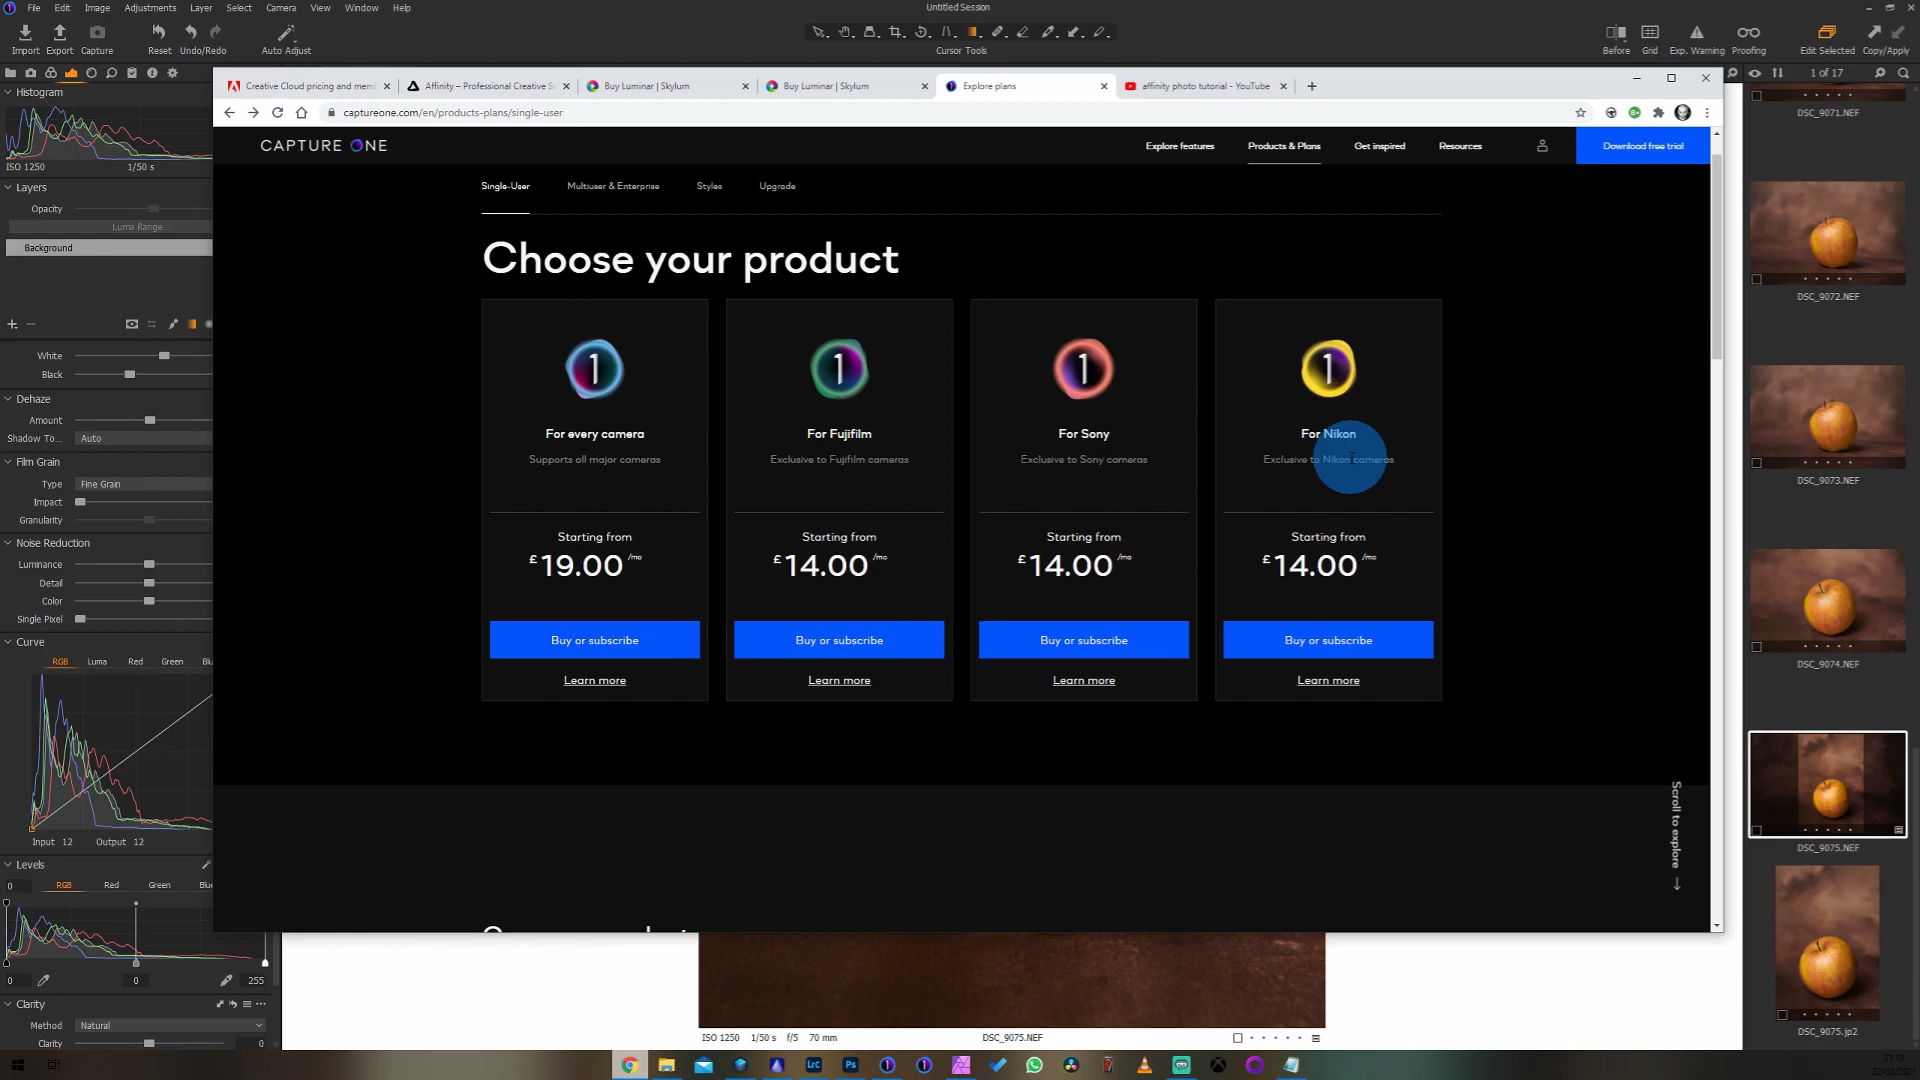 File Edit Image Adjustments Layer Select Camera View Window Help
Untitled Session
Import Export Capture Reset Undo/Redo Auto Adjust
Cursor Tools
Before Grid Exp. Warning Proofing Edit Selected Copy/Apply
1 of 17
Histogram
ISO 1250 1/50 s
Layers
Opacity
Luma Range...
Background
White
Black
Dehaze
Amount
Shadow To... Auto
Film Grain
Type Fine Grain
Impact
Granularity
Noise Reduction
Luminance
Detail
Color
Single Pixel
Curve
RGB Luma Red Green Blu
Input 12 Output 12
Levels
0 RGB Red Green Blue
0 0 255
Clarity
Method Natural
Clarity 0
Affinity – Professional Creative S
Buy Luminar | Skylum
Buy Luminar | Skylum
Explore plans
affinity photo tutorial - YouTube
captureone.com/en/products-plans/single-user
CAPTURE ONE
Explore features Products & Plans Get inspired Resources Download free trial
Single-User Multiuser & Enterprise Styles Upgrade
Choose your product
For every camera
Supports all major cameras
Starting from
£19.00 /mo
Buy or subscribe
Learn more
For Fujifilm
Exclusive to Fujifilm cameras
Starting from
£14.00 /mo
Buy or subscribe
Learn more
For Sony
Exclusive to Sony cameras
Starting from
£14.00 /mo
Buy or subscribe
Learn more
For Nikon
Exclusive to Nikon cameras
Starting from
£14.00 /mo
Buy or subscribe
Learn more
Scroll to explore
ISO 1250 1/50 s f/5 70 mm
DSC_9075.NEF
DSC_9071.NEF
DSC_9072.NEF
DSC_9073.NEF
DSC_9074.NEF
DSC_9075.NEF
DSC_9075.jp2
LrC Ps
21:13
22/02/2021